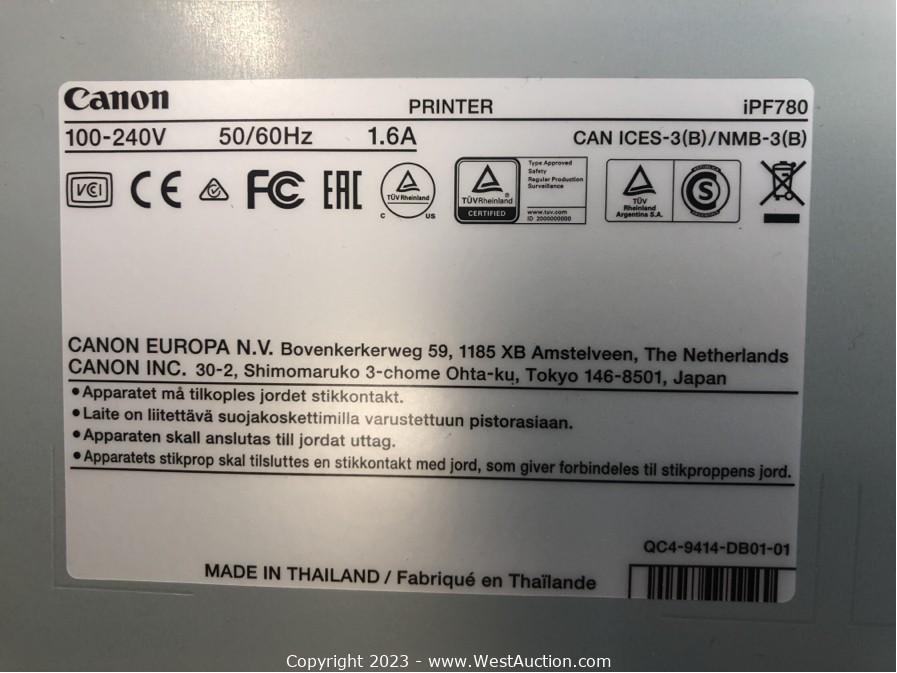 Canon PRINTER iPF780
100-240V 50/60Hz 1.6A CAN ICES-3(B)/NMB-3(B)
VCI CE FC EAC
TÜVRheinland
C US
TÜVRheinland®
CERTIFIED
Type Approved
Safety
Regular Production
Surveillance
www.tuv.com
ID 2000000000
TÜV
Rheinland
Argentina S.A.
S
CANON EUROPA N.V. Bovenkerkerweg 59, 1185 XB Amstelveen, The Netherlands
CANON INC. 30-2, Shimomaruko 3-chome Ohta-ku, Tokyo 146-8501, Japan
•Apparatet må tilkoples jordet stikkontakt.
•Laite on liitettävä suojakoskettimilla varustettuun pistorasiaan.
•Apparaten skall anslutas till jordat uttag.
•Apparatets stikprop skal tilsluttes en stikkontakt med jord, som giver forbindeles til stikproppens jord.
QC4-9414-DB01-01
MADE IN THAILAND / Fabriqué en Thaïlande
Copyright 2023 - www.WestAuction.com